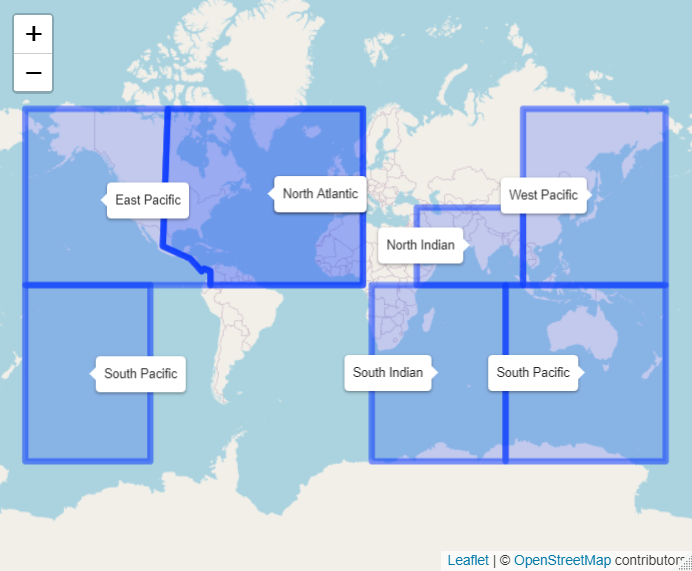 +
−
East Pacific
North Atlantic
West Pacific
North Indian
South Pacific
South Indian
South Pacific
Leaflet | © OpenStreetMap contributors